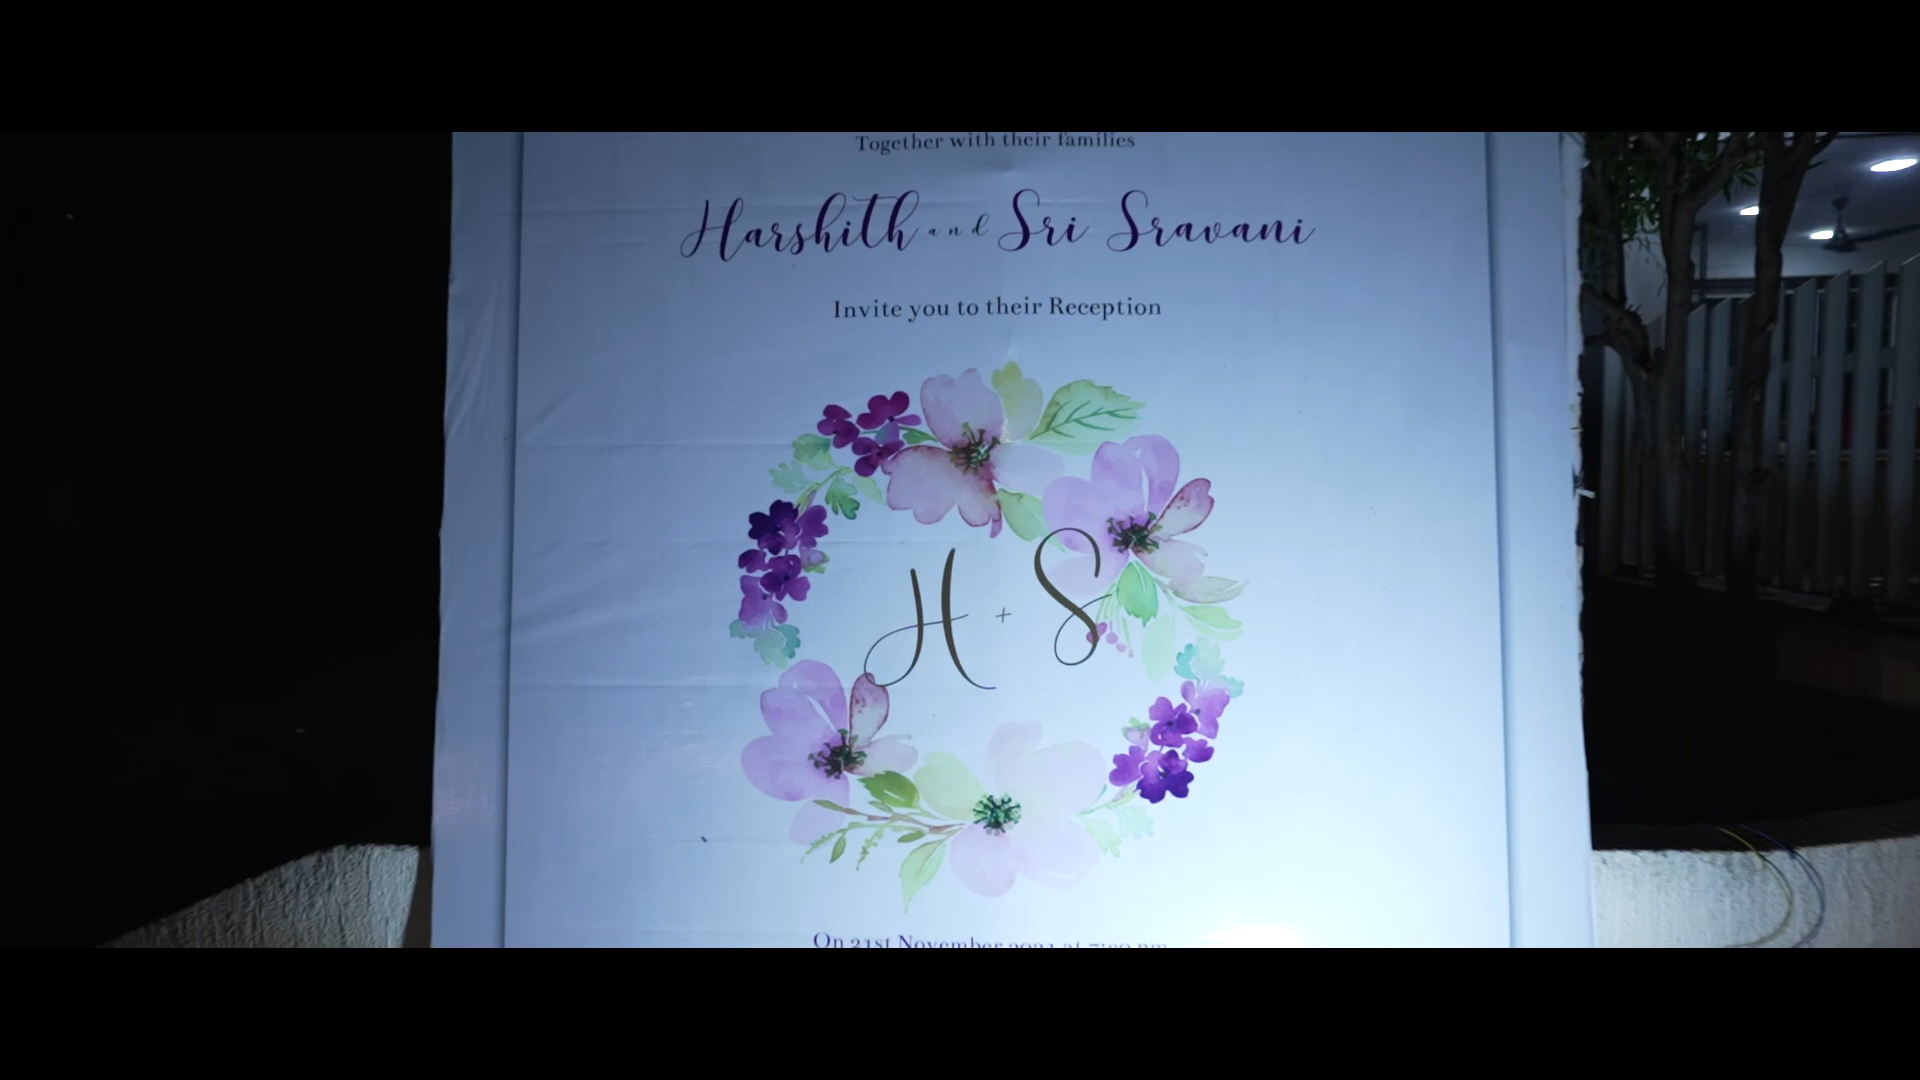 Together with their families
Harshith and Sri Sravani
Invite you to their Reception
H + S
On 21st November 2021 at 7:30 pm